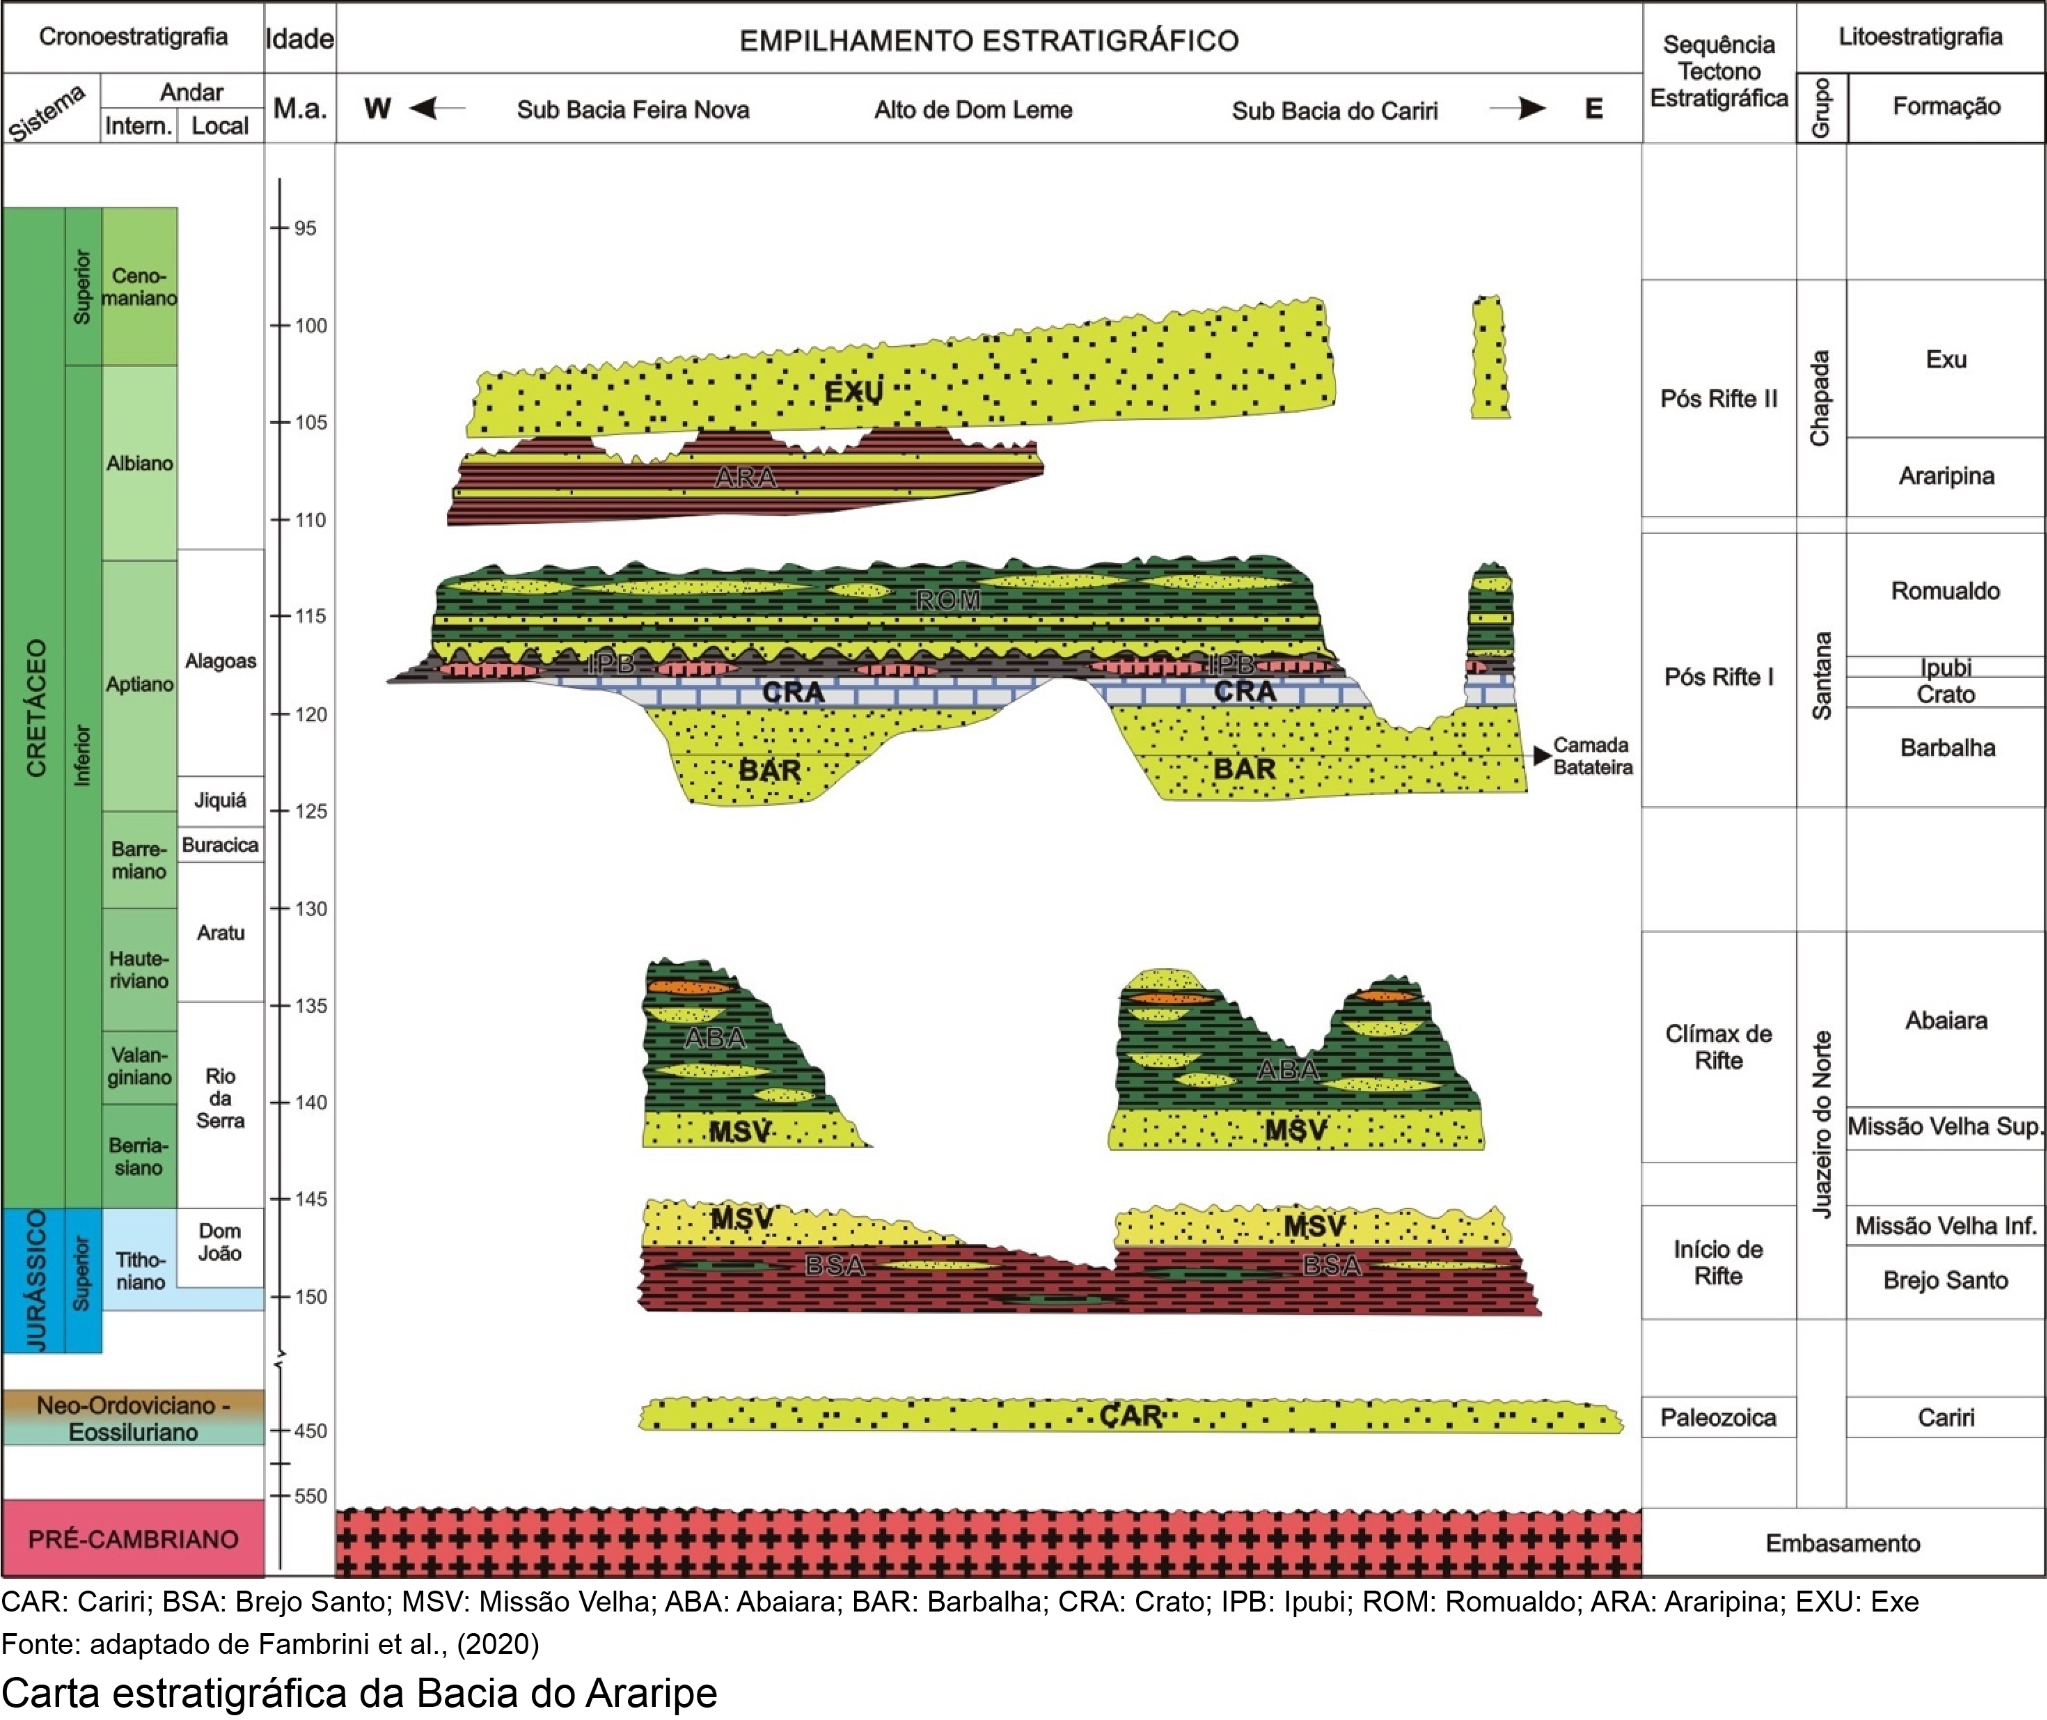 Cronoestratigrafia
Idade
EMPILHAMENTO ESTRATIGRÁFICO
Sequência
Tectono
Estratigráfica
Litoestratigrafia
Sistema
Andar
Intern.
Local
M.a.
W
Sub Bacia Feira Nova
Alto de Dom Leme
Sub Bacia do Cariri
E
Grupo
Formação
CRETÁCEO
Superior
Inferior
Ceno-
maniano
Albiano
Aptiano
Barre-
miano
Haute-
riviano
Valan-
giniano
Berria-
siano
Alagoas
Jiquiá
Buracica
Aratu
Rio
da
Serra
JURÁSSICO
Superior
Titho-
niano
Dom
João
Neo-Ordoviciano -
Eossiluriano
PRÉ-CAMBRIANO
95
100
105
110
115
120
125
130
135
140
145
150
450
550
EXU
ARA
ROM
IPB
IPB
CRA
CRA
BAR
BAR
Camada
Batateira
ABA
ABA
MSV
MSV
MSV
MSV
BSA
BSA
CAR
Pós Rifte II
Pós Rifte I
Clímax de
Rifte
Início de
Rifte
Paleozoica
Chapada
Santana
Juazeiro do Norte
Exu
Araripina
Romualdo
Ipubi
Crato
Barbalha
Abaiara
Missão Velha Sup.
Missão Velha Inf.
Brejo Santo
Cariri
Embasamento
CAR: Cariri; BSA: Brejo Santo; MSV: Missão Velha; ABA: Abaiara; BAR: Barbalha; CRA: Crato; IPB: Ipubi; ROM: Romualdo; ARA: Araripina; EXU: Exe
Fonte: adaptado de Fambrini et al., (2020)
Carta estratigráfica da Bacia do Araripe